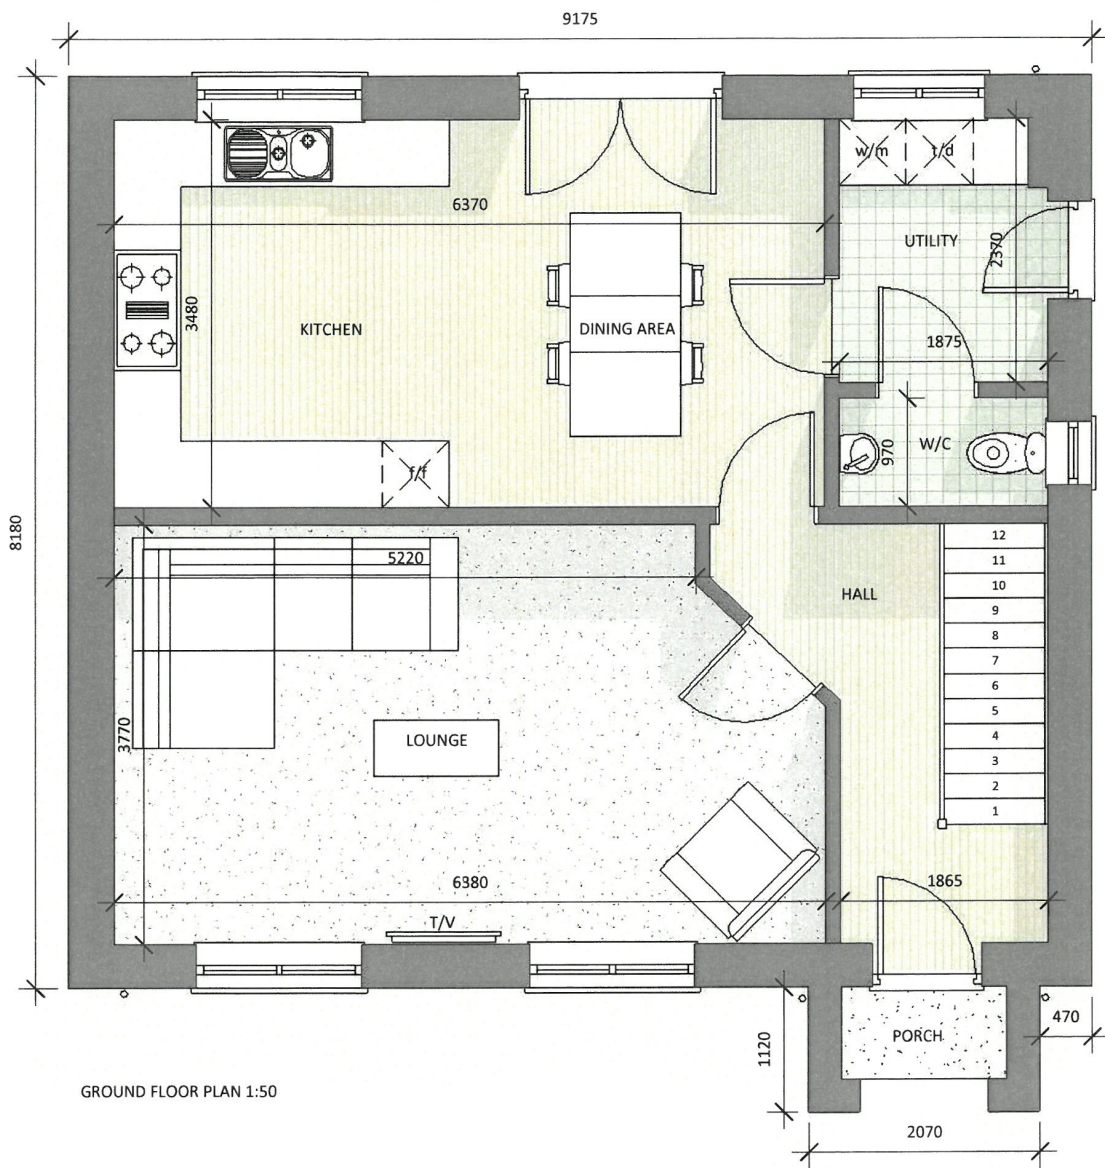 9175
w/m
t/d
6370
UTILITY
2370
3480
KITCHEN
DINING AREA
1875
W/C
970
f/f
8180
5220
12
11
10
HALL
9
8
7
6
5
3770
LOUNGE
4
3
2
1
6380
1865
T/V
470
PORCH
1120
GROUND FLOOR PLAN 1:50
2070